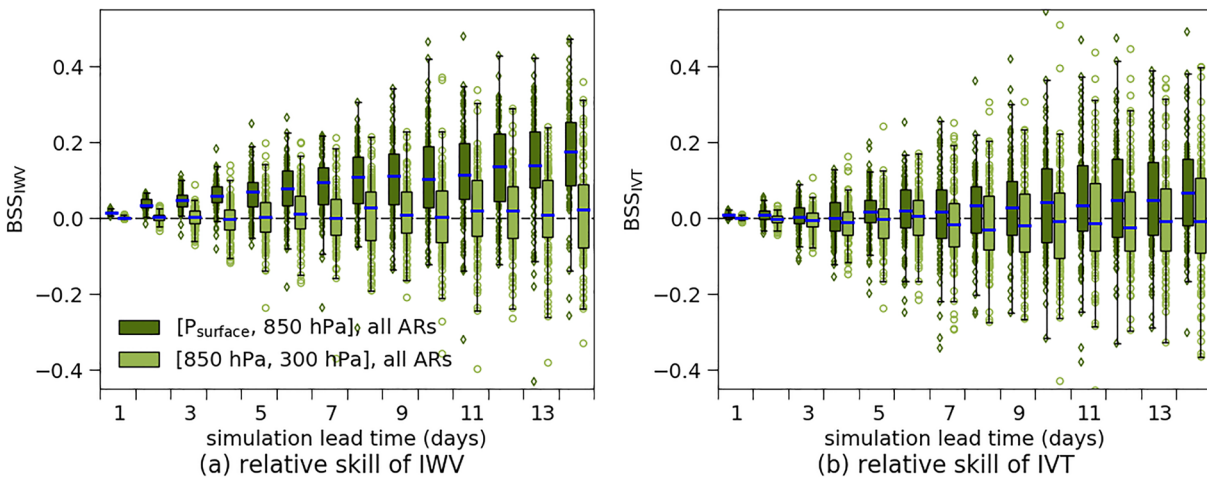 0.4
0.2
0.0
−0.2
−0.4
BSS_IWV
[P_surface, 850 hPa], all ARs
[850 hPa, 300 hPa], all ARs
1 3 5 7 9 11 13
simulation lead time (days)
(a) relative skill of IWV
0.4
0.2
0.0
−0.2
−0.4
BSS_IVT
1 3 5 7 9 11 13
simulation lead time (days)
(b) relative skill of IVT